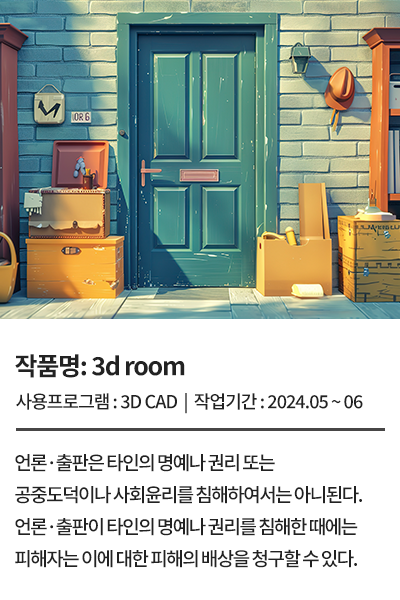 작품명: 3d room
사용프로그램 : 3D CAD | 작업기간 : 2024.05 ~ 06
언론·출판은 타인의 명예나 권리 또는
공중도덕이나 사회윤리를 침해하여서는 아니된다.
언론·출판이 타인의 명예나 권리를 침해한 때에는
피해자는 이에 대한 피해의 배상을 청구할 수 있다.